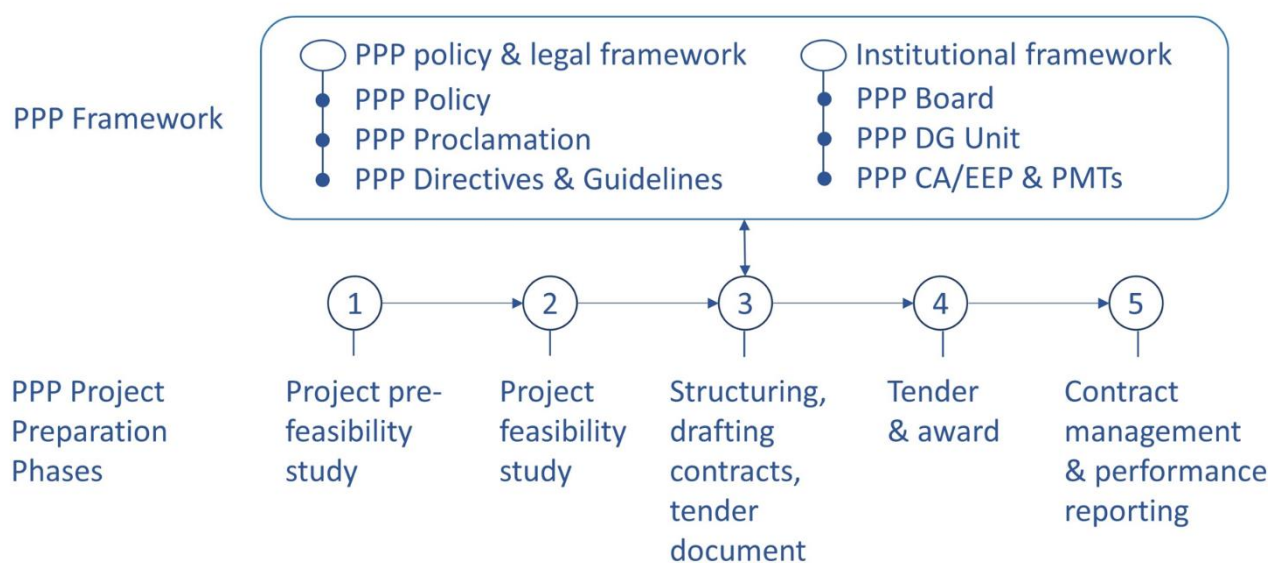 PPP Framework
PPP policy & legal framework
PPP Policy
PPP Proclamation
PPP Directives & Guidelines
Institutional framework
PPP Board
PPP DG Unit
PPP CA/EEP & PMTs
1
2
3
4
5
PPP Project
Preparation
Phases
Project pre-
feasibility
study
Project
feasibility
study
Structuring,
drafting
contracts,
tender
document
Tender
& award
Contract
management
& performance
reporting